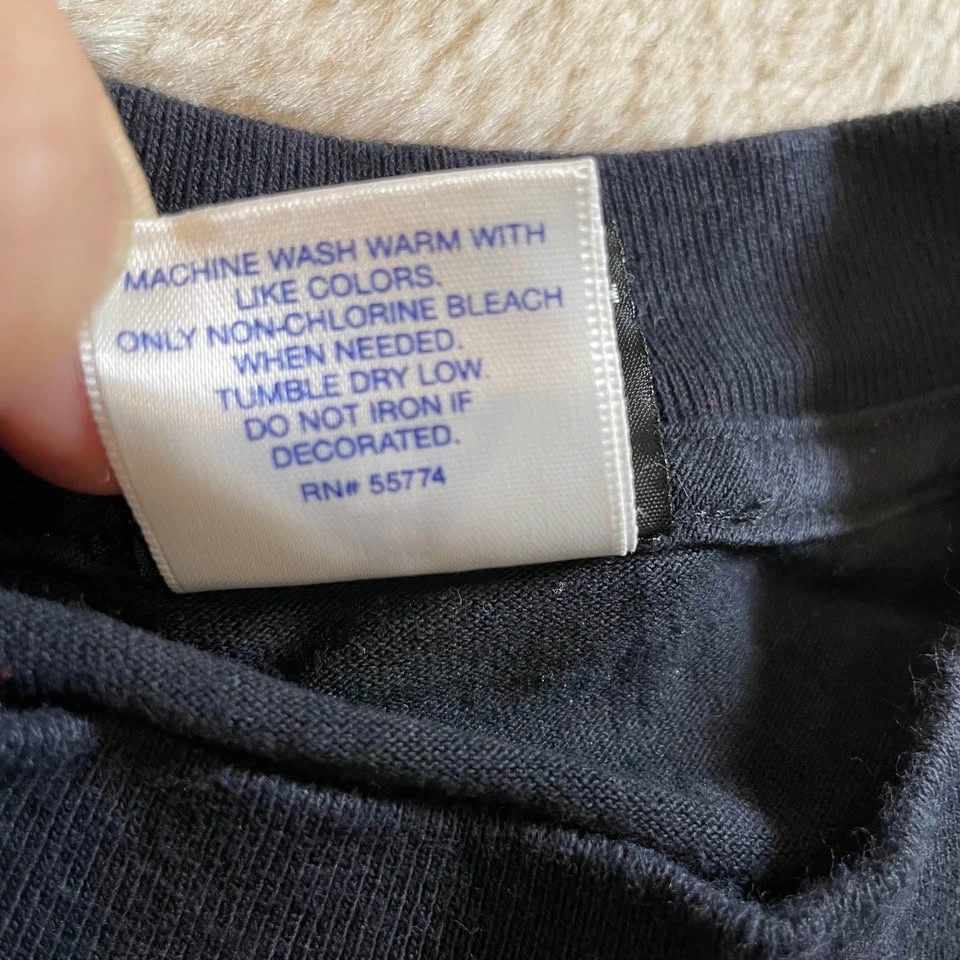 MACHINE WASH WARM WITH
LIKE COLORS.
ONLY NON-CHLORINE BLEACH
WHEN NEEDED.
TUMBLE DRY LOW.
DO NOT IRON IF
DECORATED.
RN# 55774